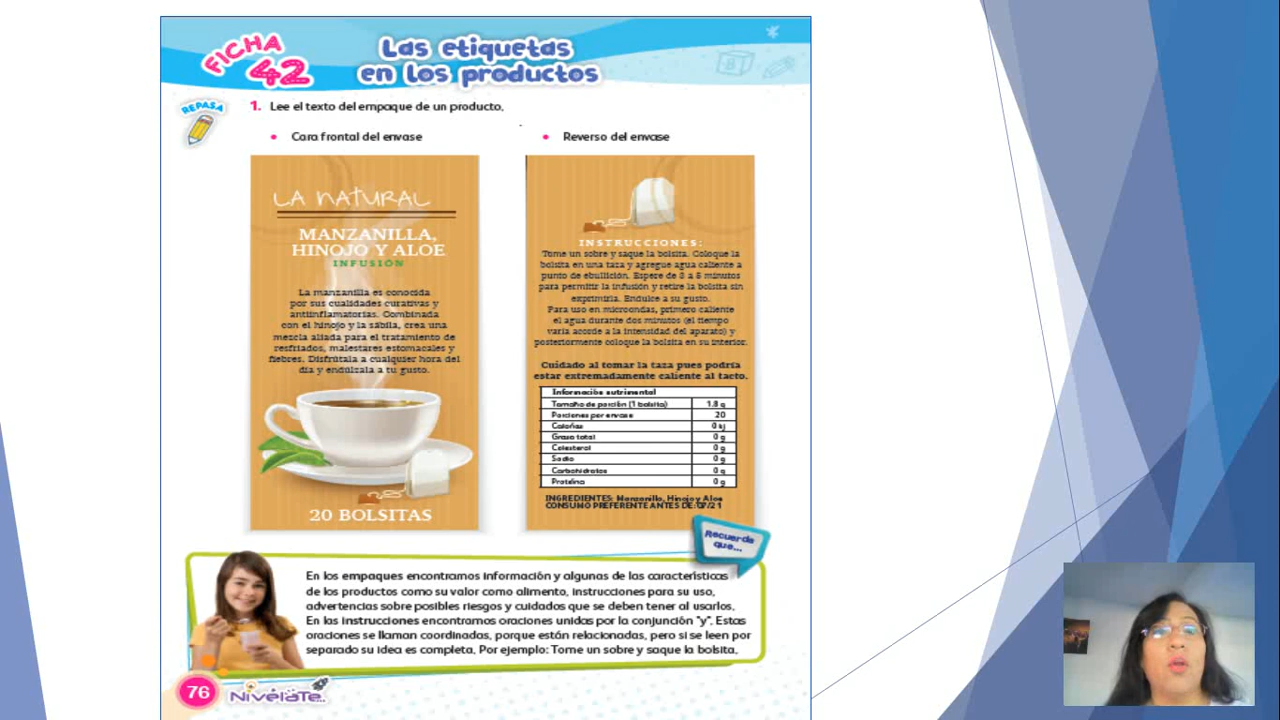 FICHA 42
Las etiquetas
en los productos
REPASA
1. Lee el texto del empaque de un producto.
• Cara frontal del envase
LA NATURAL
MANZANILLA,
HINOJO Y ALOE
INFUSIÓN
La manzanilla es conocida
por sus cualidades curativas y
antiinflamatorias. Combinada
con el hinojo y la sábila, crea una
mezcla aliada para el tratamiento de
resfriados, malestares estomacales y
fiebres. Disfrútala a cualquier hora del
día y endúlzala a tu gusto.
20 BOLSITAS
• Reverso del envase
INSTRUCCIONES:
Tome un sobre y saque la bolsita. Coloque la
bolsita en una taza y agregue agua caliente a
punto de ebullición. Espere de 3 a 5 minutos
para permitir la infusión y retire la bolsita sin
exprimirla. Endulce a su gusto.
Para uso en microondas, primero caliente
el agua durante dos minutos (el tiempo
varía acorde a la intensidad del aparato) y
posteriormente coloque la bolsita en su interior.
Cuidado al tomar la taza pues podría
estar extremadamente caliente al tacto.
Información nutrimental
Tamaño de porción (1 bolsita) 1.8 g
Porciones por envase 20
Calorías 0 kj
Grasa total 0 g
Colesterol 0 g
Sodio 0 g
Carbohidratos 0 g
Proteína 0 g
INGREDIENTES: Manzanilla, Hinojo y Aloe
CONSUMO PREFERENTE ANTES DE: 07/21
Recuerda
que...
En los empaques encontramos información y algunas de las características
de los productos como su valor como alimento, instrucciones para su uso,
advertencias sobre posibles riesgos y cuidados que se deben tener al usarlos.
En las instrucciones encontramos oraciones unidas por la conjunción "y". Estas
oraciones se llaman coordinadas, porque están relacionadas, pero si se leen por
separado su idea es completa. Por ejemplo: Tome un sobre y saque la bolsita.
76 Nivélate...